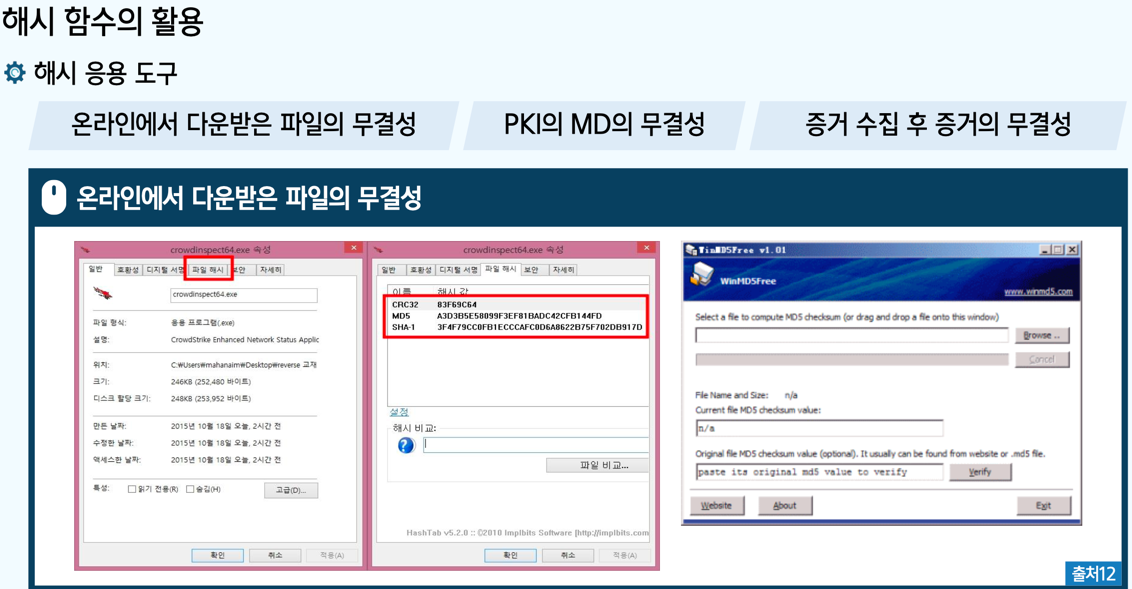 해시 함수의 활용
해시 응용 도구
온라인에서 다운받은 파일의 무결성
PKI의 MD의 무결성
증거 수집 후 증거의 무결성
온라인에서 다운받은 파일의 무결성
crowdinspect64.exe 속성
일반 호환성 디지털 서명 파일 해시 보안 자세히
crowdinspect64.exe
파일 형식: 응용 프로그램(.exe)
설명: CrowdStrike Enhanced Network Status Applic
위치: C:₩Users₩mahanaim₩Desktop₩reverse 교재
크기: 246KB (252,480 바이트)
디스크 할당 크기: 248KB (253,952 바이트)
만든 날짜: 2015년 10월 18일 오늘, 2시간 전
수정한 날짜: 2015년 10월 18일 오늘, 2시간 전
액세스한 날짜: 2015년 10월 18일 오늘, 2시간 전
특성: 읽기 전용(R) 숨김(H) 고급(D)...
확인 취소 적용(A)
crowdinspect64.exe 속성
일반 호환성 디지털 서명 파일 해시 보안 자세히
이름 해시 값
CRC32 83F69C64
MD5 A3D3B5E58099F3EF81BADC42CFB144FD
SHA-1 3F4F79CC0FB1ECCCAFC0D6A8622B75F702DB917D
설정
해시 비교:
파일 비교...
HashTab v5.2.0 :: ©2010 Implbits Software [http://implbits.com
확인 취소 적용(A)
WinMD5Free v1.01
WinMD5Free
www.winmd5.com
Select a file to compute MD5 checksum (or drag and drop a file onto this window)
Browse ...
Cancel
File Name and Size: n/a
Current file MD5 checksum value:
n/a
Original file MD5 checksum value (optional). It usually can be found from website or .md5 file.
paste its original md5 value to verify Verify
Website About Exit
출처12